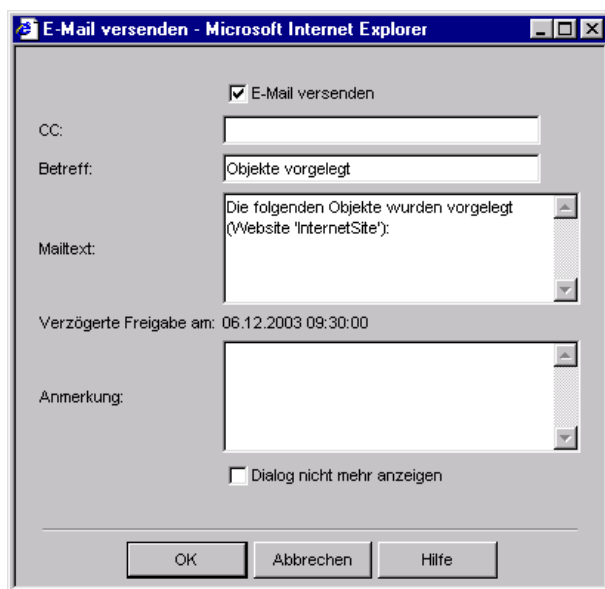 E-Mail versenden - Microsoft Internet Explorer
E-Mail versenden
CC:
Betreff: Objekte vorgelegt
Mailtext: Die folgenden Objekte wurden vorgelegt
(Website 'InternetSite'):
Verzögerte Freigabe am: 06.12.2003 09:30:00
Anmerkung:
Dialog nicht mehr anzeigen
OK Abbrechen Hilfe